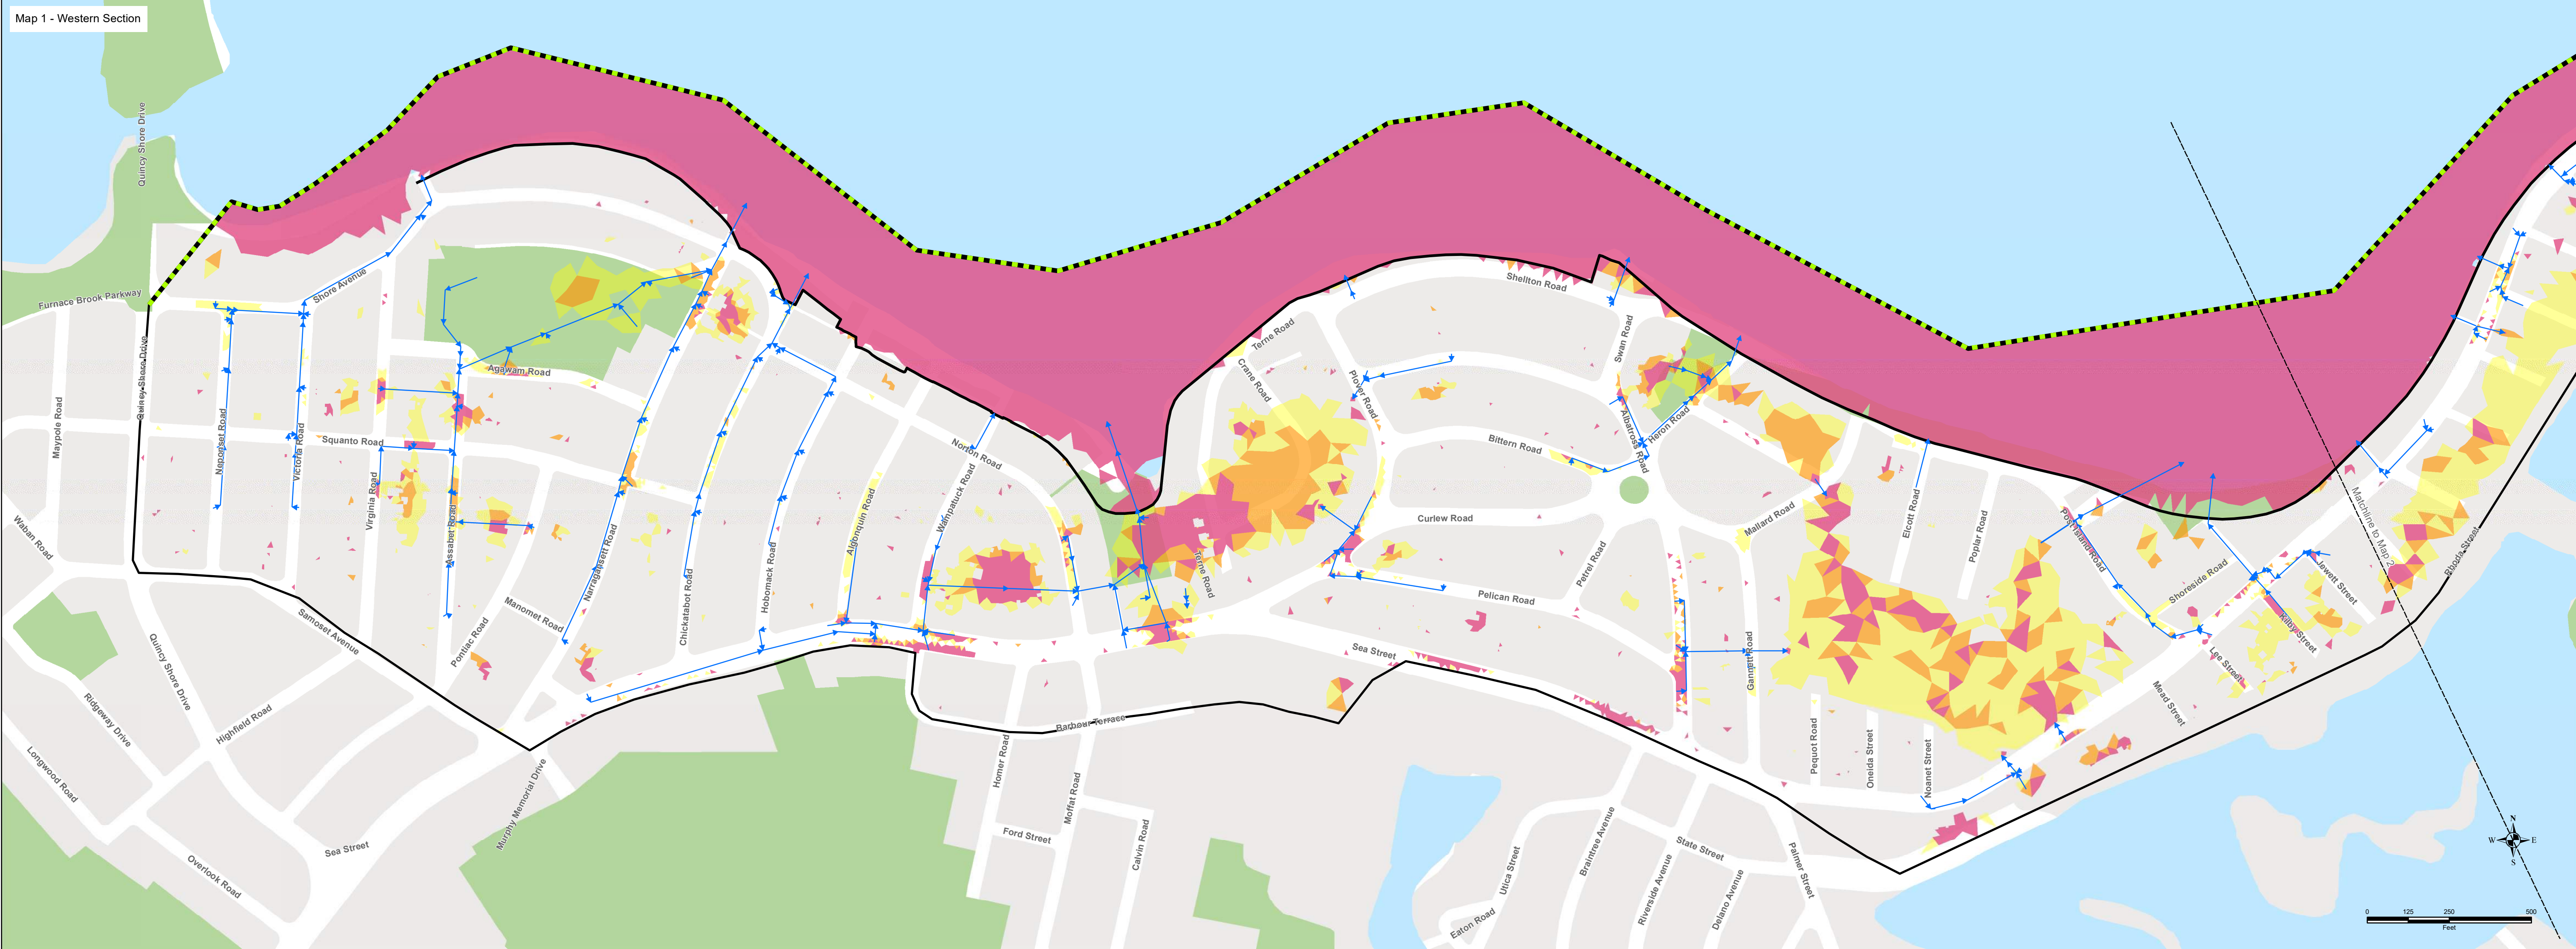 Map 1 - Western Section
Quincy Shore Drive
Furnace Brook Parkway
Shore Avenue
Quincy Shore Drive
Maypole Road
Neponset Road
Victoria Road
Squanto Road
Virginia Road
Agawam Road
Assabet Road
Waban Road
Samoset Avenue
Quincy Shore Drive
Ridgeway Drive
Longwood Road
Highfield Road
Overlook Road
Sea Street
Pontiac Road
Manomet Road
Narragansett Road
Murphy Memorial Drive
Chickatabot Road
Hobomack Road
Algonquin Road
Wampatuck Road
Norton Road
Barbour Terrace
Homer Road
Moffat Road
Ford Street
Calvin Road
Terne Road
Crane Road
Terne Road
Plover Road
Shelton Road
Swan Road
Albatross Road
Heron Road
Bittern Road
Curlew Road
Petrel Road
Pelican Road
Sea Street
Mallard Road
Gannett Road
Elcott Road
Poplar Road
Post Island Road
Shoreside Road
Jewett Street
Kilby Street
Lee Street
Mead Street
Rhoda Street
Matchline to Map 2
Pequot Road
Oneida Street
Noanet Street
Utica Street
Braintree Avenue
State Street
Riverside Avenue
Delano Avenue
Palmer Street
Eaton Road
N
W E
S
0 125 250 500
Feet